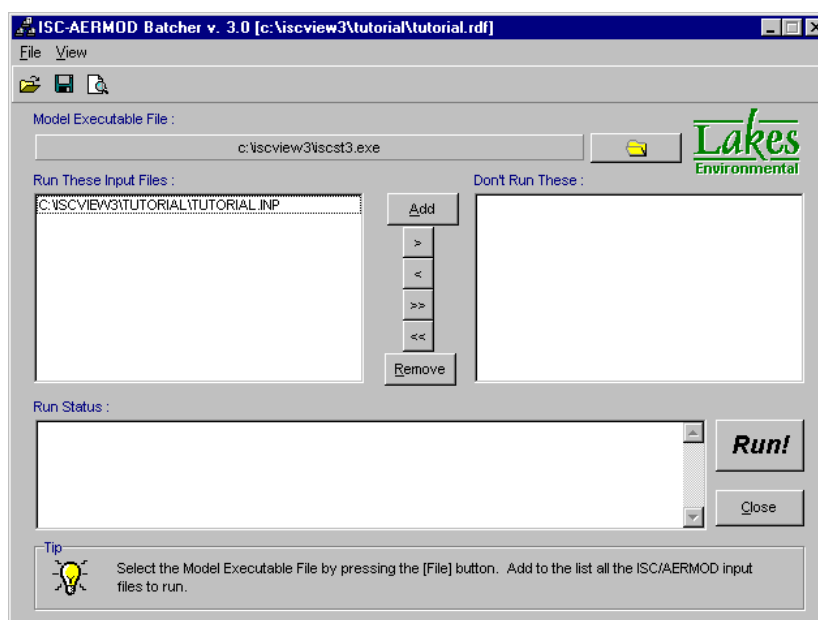 ISC-AERMOD Batcher v. 3.0 [c:\iscview3\tutorial\tutorial.rdf]
File View
Model Executable File :
c:\iscview3\iscst3.exe
Lakes
Environmental
Run These Input Files :
Don't Run These :
C:\ISCVIEW3\TUTORIAL\TUTORIAL.INP
Add
>
<
>>
<<
Remove
Run Status :
Run!
Close
Tip
Select the Model Executable File by pressing the [File] button. Add to the list all the ISC/AERMOD input
files to run.